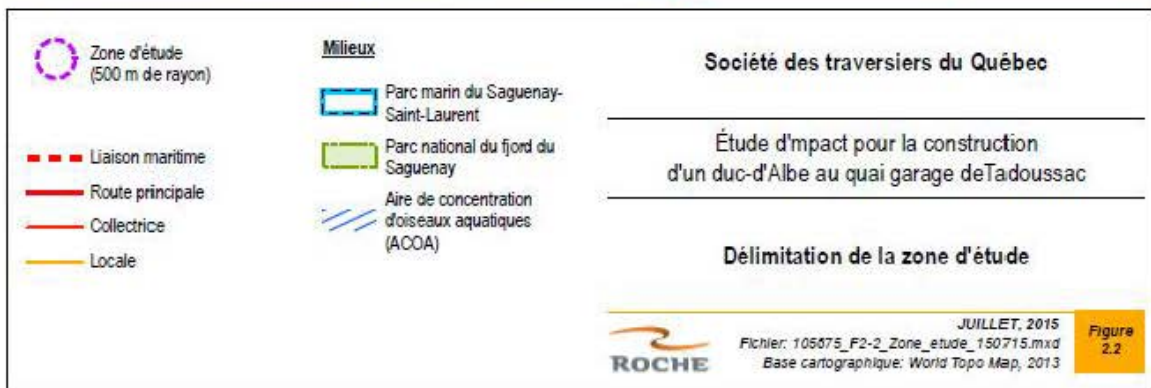 Zone d'étude
(500 m de rayon)
Liaison maritime
Route principale
Collectrice
Locale
Milieux
Parc marin du Saguenay-
Saint-Laurent
Parc national du fjord du
Saguenay
Aire de concentration
d'oiseaux aquatiques
(ACOA)
Société des traversiers du Québec
Étude d'mpact pour la construction
d'un duc-d'Albe au quai garage deTadoussac
Délimitation de la zone d'étude
ROCHE
JUILLET, 2015
Fichier: 105675_F2-2_Zone_etude_150715.mxd
Base cartographique: World Topo Map, 2013
Figure
2.2